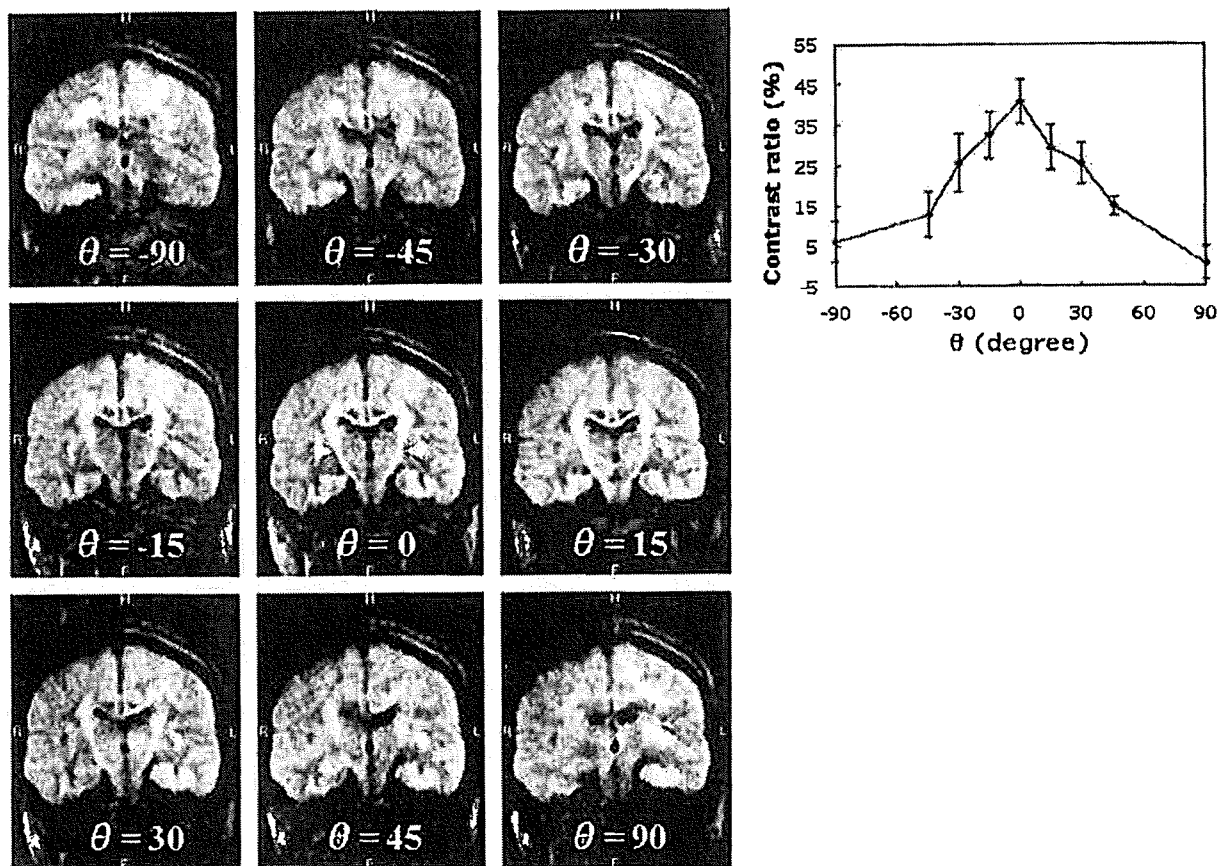 H H H
R L
θ = -90 θ = -45 θ = -30
F
R L
θ = -15 θ = 0 θ = 15
F F
H H H
R L
θ = 30 θ = 45 θ = 90
F
Contrast ratio (%)
55
45
35
25
15
5
-5
-90 -60 -30 0 30 60 90
θ (degree)